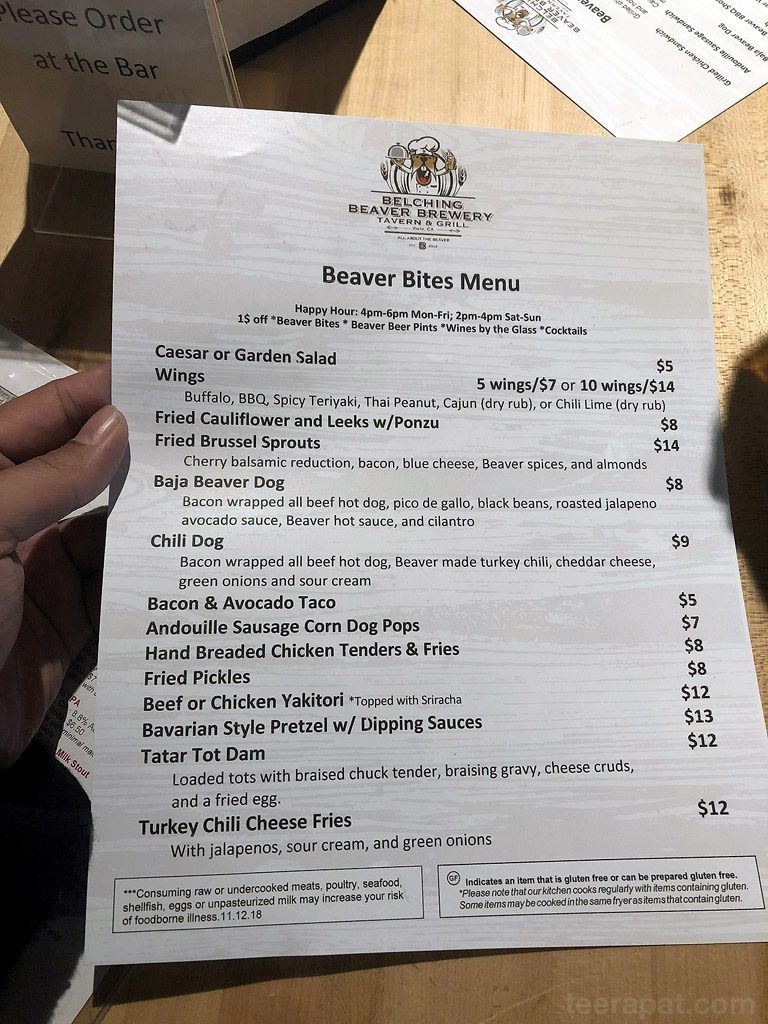 Please Order
at the Bar
BEAVER
Beaver
Grilled Chicken Sandwich
Andouille Sausage Sandwich
Baja Beaver Dog
Beaver BBQ
BELCHING
BEAVER BREWERY
TAVERN & GRILL
VISTA, CA
ALL ABOUT THE BEAVER
Beaver Bites Menu
Happy Hour: 4pm-6pm Mon-Fri; 2pm-4pm Sat-Sun
1$ off *Beaver Bites * Beaver Beer Pints *Wines by the Glass *Cocktails
Caesar or Garden Salad $5
Wings 5 wings/$7 or 10 wings/$14
Buffalo, BBQ, Spicy Teriyaki, Thai Peanut, Cajun (dry rub), or Chili Lime (dry rub)
Fried Cauliflower and Leeks w/Ponzu $8
Fried Brussel Sprouts $14
Cherry balsamic reduction, bacon, blue cheese, Beaver spices, and almonds
Baja Beaver Dog $8
Bacon wrapped all beef hot dog, pico de gallo, black beans, roasted jalapeno
avocado sauce, Beaver hot sauce, and cilantro
Chili Dog $9
Bacon wrapped all beef hot dog, Beaver made turkey chili, cheddar cheese,
green onions and sour cream
Bacon & Avocado Taco $5
Andouille Sausage Corn Dog Pops $7
Hand Breaded Chicken Tenders & Fries $8
Fried Pickles $8
Beef or Chicken Yakitori *Topped with Sriracha $12
Bavarian Style Pretzel w/ Dipping Sauces $13
Tatar Tot Dam $12
Loaded tots with braised chuck tender, braising gravy, cheese cruds,
and a fried egg.
Turkey Chili Cheese Fries $12
With jalapenos, sour cream, and green onions
***Consuming raw or undercooked meats, poultry, seafood,
shellfish, eggs or unpasteurized milk may increase your risk
of foodborne illness.11.12.18
GF Indicates an item that is gluten free or can be prepared gluten free.
*Please note that our kitchen cooks regularly with items containing gluten.
Some items may be cooked in the same fryer as items that contain gluten.
8.8%
$6.50
Milk Stout
teerapat.com